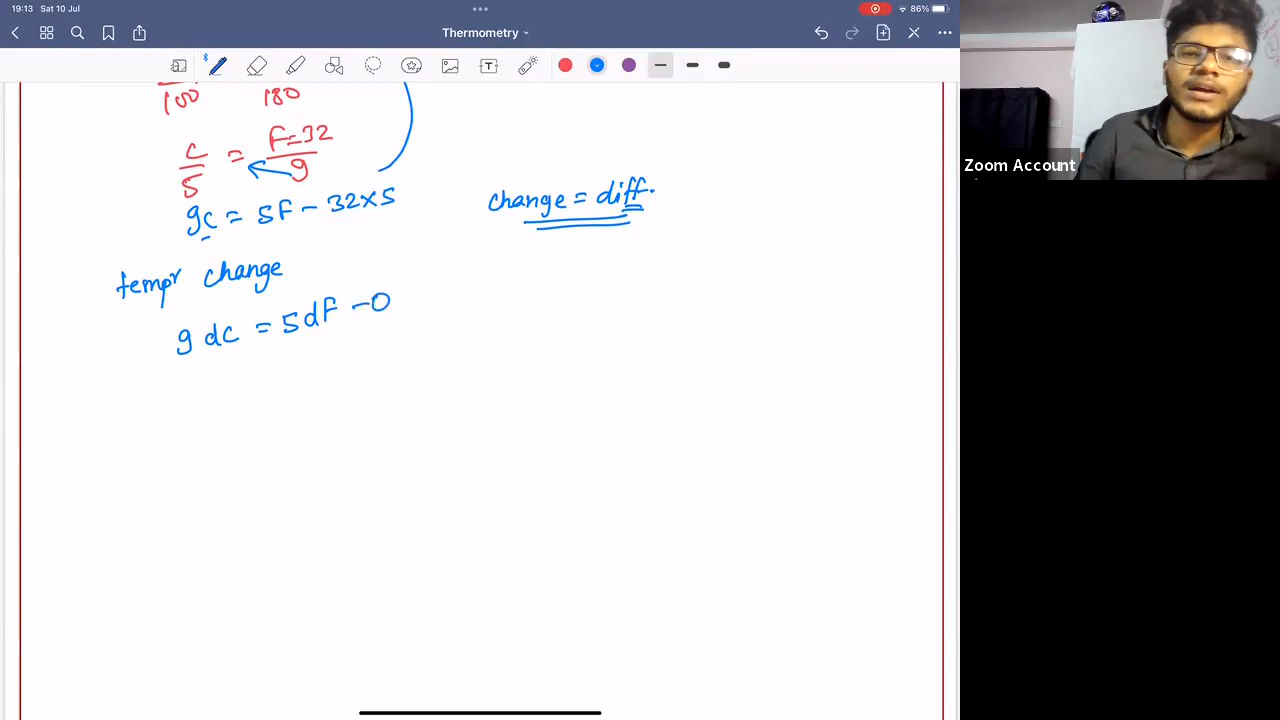 19:13 Sat 10 Jul
86%
Thermometry
T
100 180
c/5 = F-32/9
9c = 5F - 32×5
change = diff.
tempr change
9 dc = 5dF - 0
Zoom Account